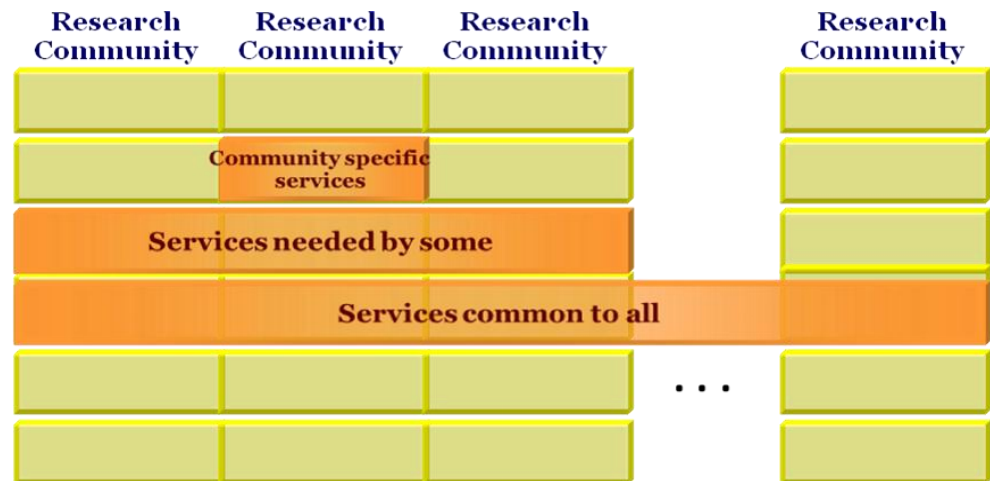 Research Research Research Research
Community Community Community Community
Community specific
services
Services needed by some
Services common to all
. . .